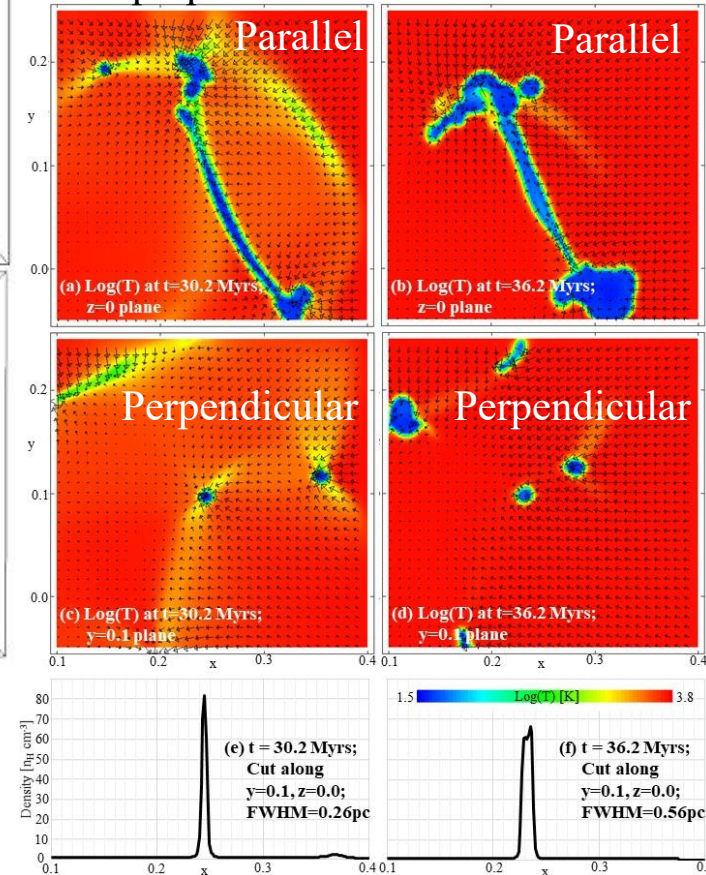 Parallel
Parallel
0.2
y
0.1
0.0
(a) Log(T) at t=30.2 Myrs;
z=0 plane
(b) Log(T) at t=36.2 Myrs;
z=0 plane
Perpendicular
Perpendicular
0.2
y
0.1
0.0
(c) Log(T) at t=30.2 Myrs;
y=0.1 plane
(d) Log(T) at t=36.2 Myrs;
y=0.1 plane
0.1 0.2 x 0.3 0.4 0.1 0.2 x 0.3
1.5 Log(T) [K] 3.8
Density [nH cm-3]
80
70
60
50
40
30
20
10
0
(e) t = 30.2 Myrs;
Cut along
y=0.1, z=0.0;
FWHM=0.26pc
(f) t = 36.2 Myrs;
Cut along
y=0.1, z=0.0;
FWHM=0.56pc
0.1 0.2 x 0.3 0.4 0.1 0.2 x 0.3